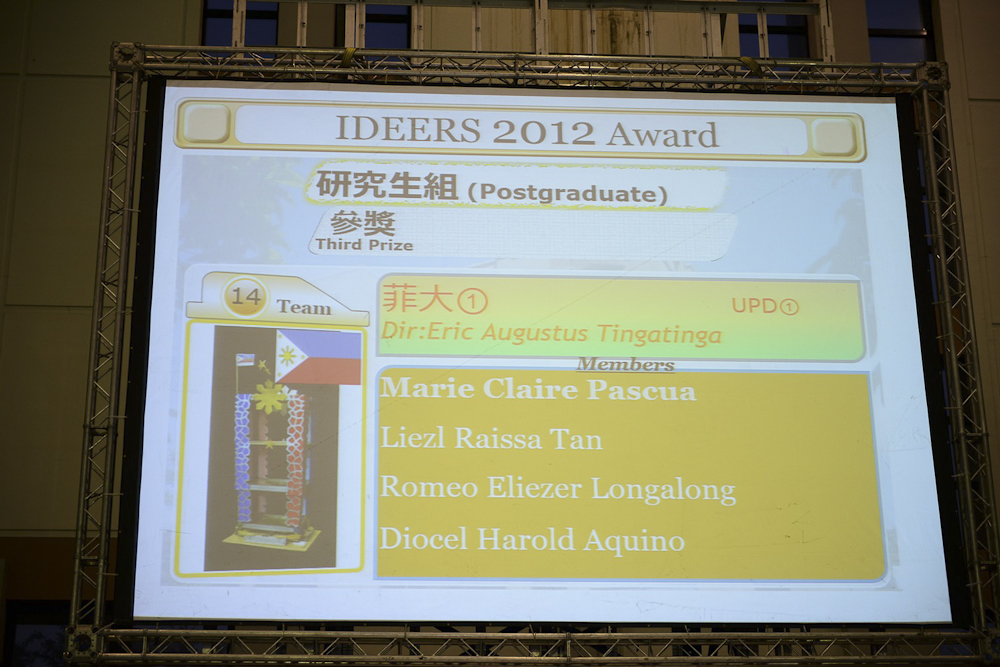 IDEERS 2012 Award
研究生組 (Postgraduate)
參獎
Third Prize
14 Team
菲大① UPD①
Dir:Eric Augustus Tingatinga
Members
Marie Claire Pascua
Liezl Raissa Tan
Romeo Eliezer Longalong
Diocel Harold Aquino